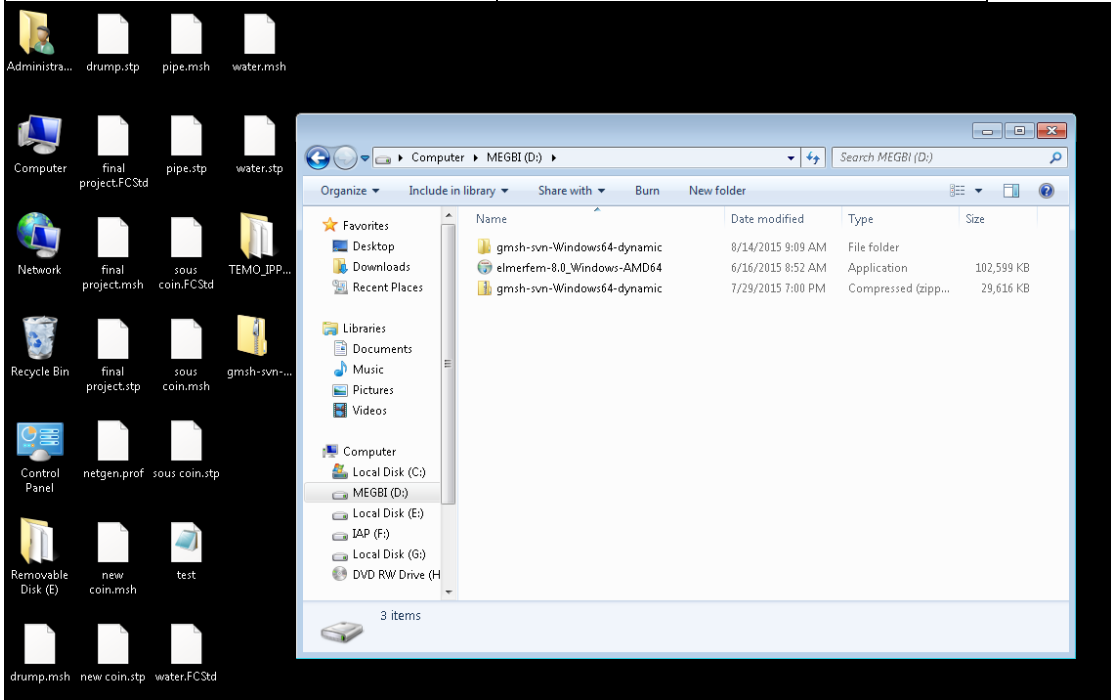 Administra...
drump.stp
pipe.msh
water.msh
Computer
final
project.FCStd
pipe.stp
water.stp
Network
final
project.msh
sous
coin.FCStd
TEMO_IPP...
Recycle Bin
final
project.stp
sous
coin.msh
gmsh-svn-...
Control
Panel
netgen.prof
sous coin.stp
Removable
Disk (E)
new
coin.msh
test
drump.msh
new coin.stp
water.FCStd
Computer
MEGBI (D:)
Search MEGBI (D:)
Organize
Include in library
Share with
Burn
New folder
Favorites
Desktop
Downloads
Recent Places
Libraries
Documents
Music
Pictures
Videos
Computer
Local Disk (C:)
MEGBI (D:)
Local Disk (E:)
IAP (F:)
Local Disk (G:)
DVD RW Drive (H
Name Date modified Type Size
gmsh-svn-Windows64-dynamic 8/14/2015 9:09 AM File folder
elmerfem-8.0_Windows-AMD64 6/16/2015 8:52 AM Application 102,599 KB
gmsh-svn-Windows64-dynamic 7/29/2015 7:00 PM Compressed (zipp... 29,616 KB
3 items